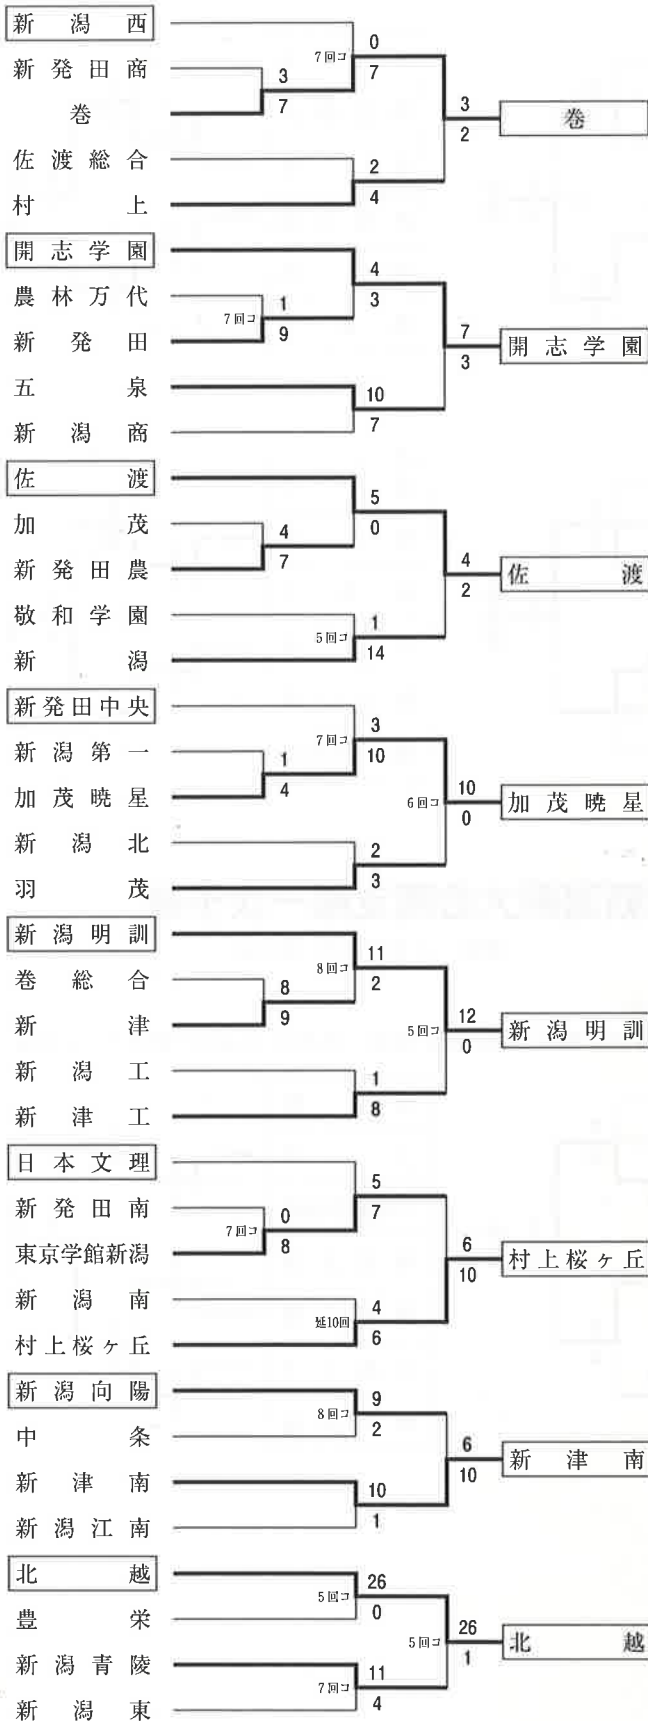 新潟西
0
7回コ
7
新発田商
3
7
巻
3
2
巻
佐渡総合
2
4
村上
開志学園
4
3
農林万代
1
7回コ
9
新発田
7
3
開志学園
五泉
10
7
新潟商
佐渡
5
0
加茂
4
7
新発田農
4
2
佐渡
敬和学園
1
5回コ
14
新潟
新発田中央
3
7回コ
10
新潟第一
1
4
加茂暁星
10
6回コ
0
加茂暁星
新潟北
2
3
羽茂
新潟明訓
11
8回コ
2
巻総合
8
9
新津
12
5回コ
0
新潟明訓
新潟工
1
8
新津工
日本文理
5
7
新発田南
0
7回コ
8
東京学館新潟
6
10
村上桜ヶ丘
新潟南
4
延10回
6
村上桜ヶ丘
新潟向陽
9
8回コ
2
中条
6
10
新津南
新津南
10
1
新潟江南
北越
26
5回コ
0
豊栄
26
5回コ
1
北越
新潟青陵
11
7回コ
4
新潟東